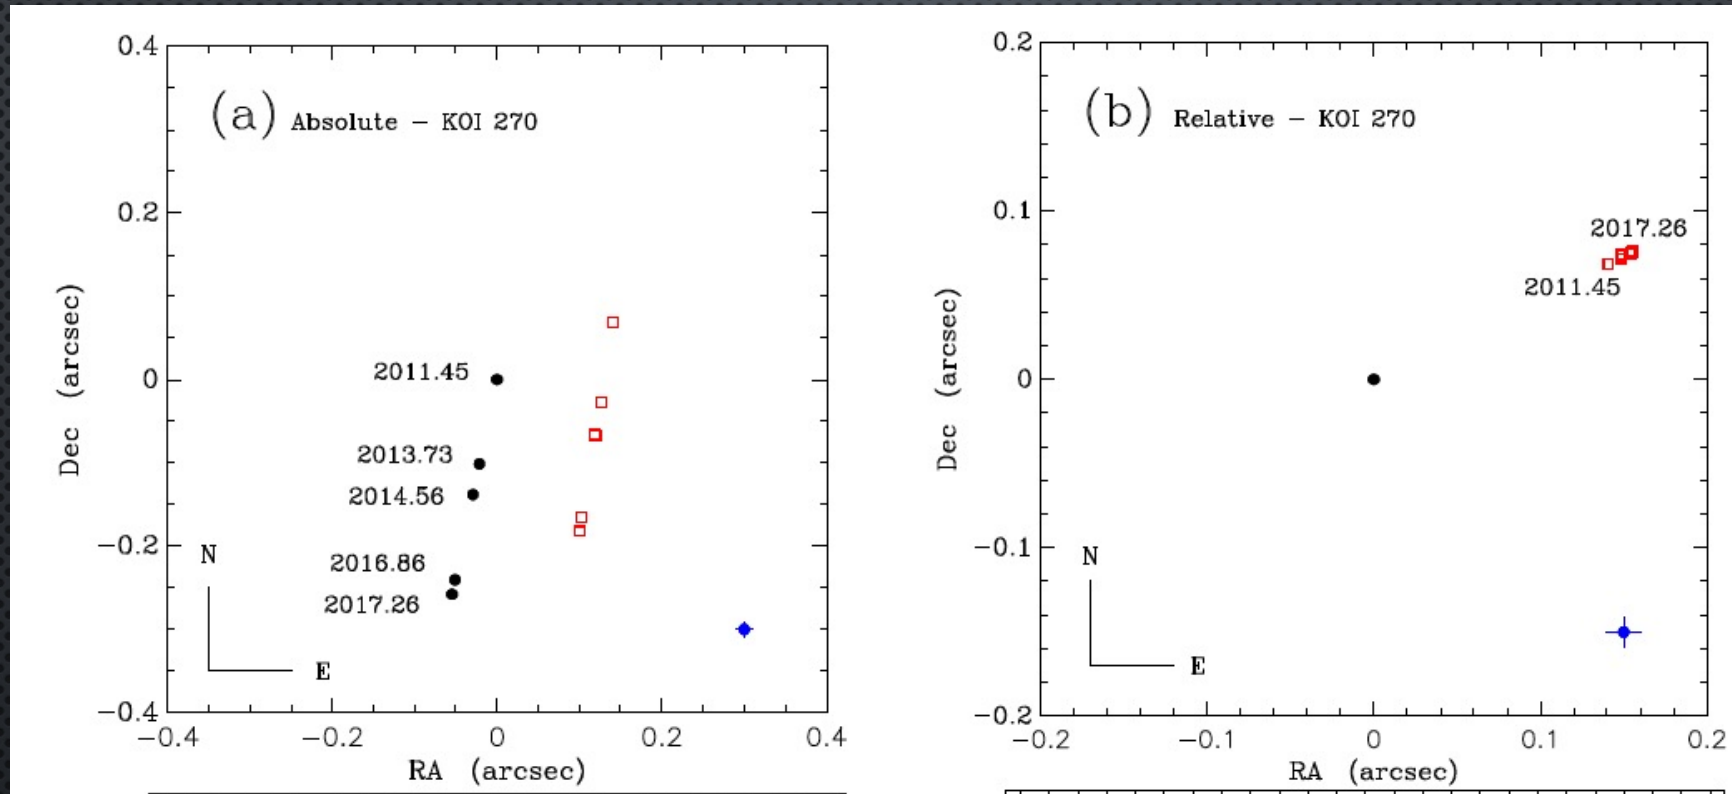 (a) Absolute – KOI 270
0.4
0.2
0
−0.2
−0.4
Dec (arcsec)
2011.45
2013.73
2014.56
2016.86
2017.26
N
E
−0.4 −0.2 0 0.2 0.4
RA (arcsec)
(b) Relative – KOI 270
0.2
0.1
0
−0.1
−0.2
Dec (arcsec)
2017.26
2011.45
N
E
−0.2 −0.1 0 0.1 0.2
RA (arcsec)